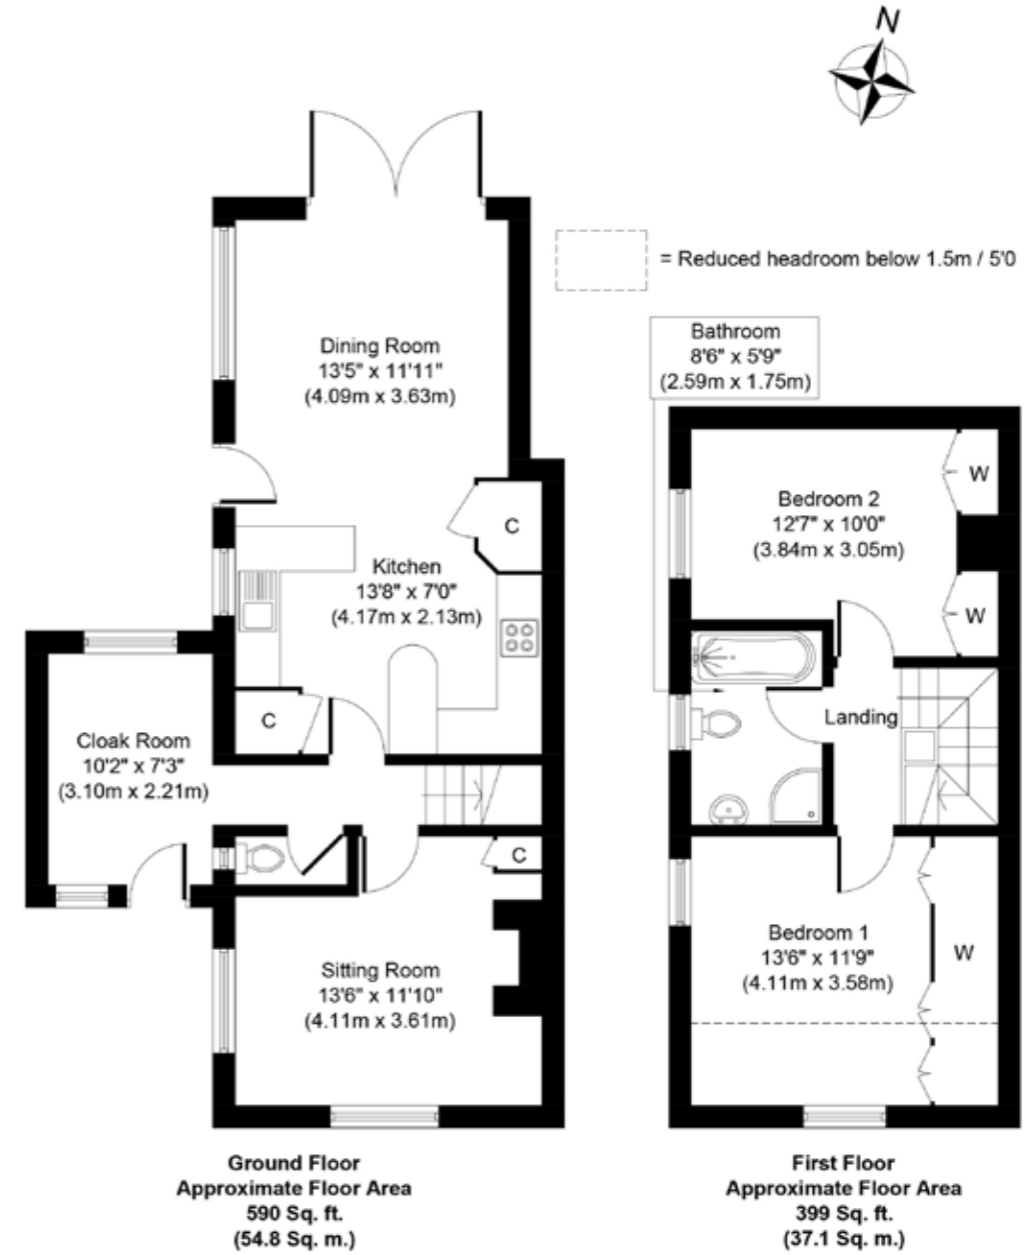 N
= Reduced headroom below 1.5m / 5'0
Dining Room
13'5" x 11'11"
(4.09m x 3.63m)
C
Kitchen
13'8" x 7'0"
(4.17m x 2.13m)
C
Cloak Room
10'2" x 7'3"
(3.10m x 2.21m)
C
Sitting Room
13'6" x 11'10"
(4.11m x 3.61m)
Ground Floor
Approximate Floor Area
590 Sq. ft.
(54.8 Sq. m.)
Bathroom
8'6" x 5'9"
(2.59m x 1.75m)
W
Bedroom 2
12'7" x 10'0"
(3.84m x 3.05m)
W
Landing
Bedroom 1
13'6" x 11'9"
(4.11m x 3.58m)
W
First Floor
Approximate Floor Area
399 Sq. ft.
(37.1 Sq. m.)